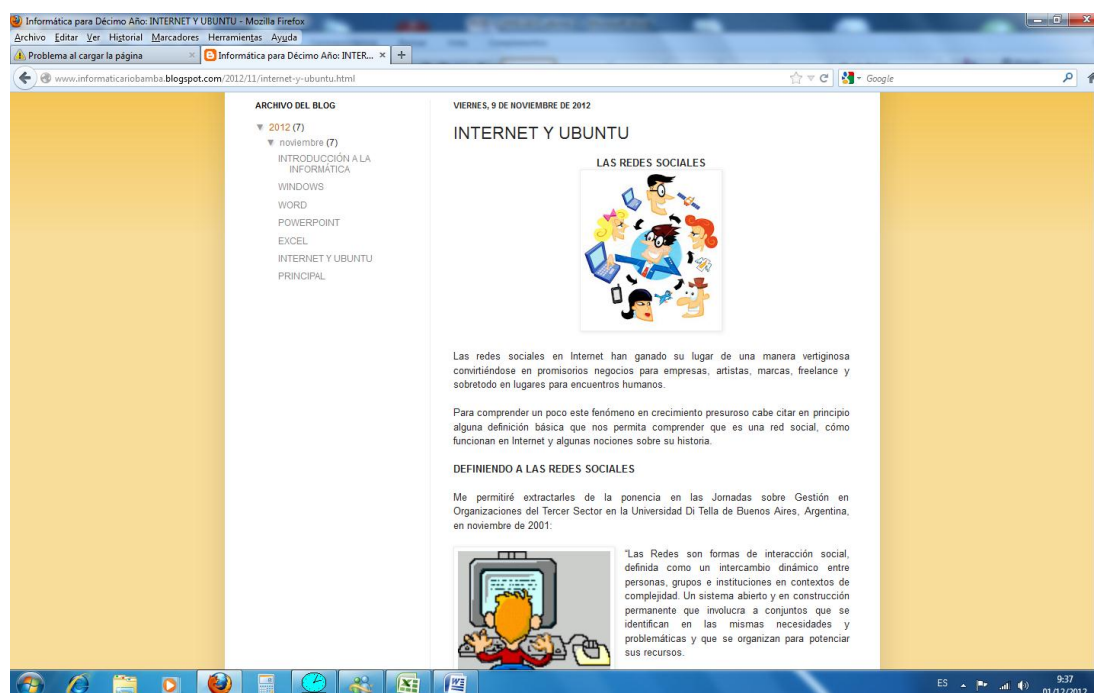 Informática para Décimo Año: INTERNET Y UBUNTU - Mozilla Firefox
Archivo Editar Ver Historial Marcadores Herramientas Ayuda
Problema al cargar la página
Informática para Décimo Año: INTER...
www.informaticariobamba.blogspot.com/2012/11/internet-y-ubuntu.html
Google
ARCHIVO DEL BLOG
▼ 2012 (7)
▼ noviembre (7)
INTRODUCCIÓN A LA
INFORMÁTICA
WINDOWS
WORD
POWERPOINT
EXCEL
INTERNET Y UBUNTU
PRINCIPAL
VIERNES, 9 DE NOVIEMBRE DE 2012
INTERNET Y UBUNTU
LAS REDES SOCIALES
Las redes sociales en Internet han ganado su lugar de una manera vertiginosa
convirtiéndose en promisorios negocios para empresas, artistas, marcas, freelance y
sobretodo en lugares para encuentros humanos.
Para comprender un poco este fenómeno en crecimiento presuroso cabe citar en principio
alguna definición básica que nos permita comprender que es una red social, cómo
funcionan en Internet y algunas nociones sobre su historia.
DEFINIENDO A LAS REDES SOCIALES
Me permitiré extractarles de la ponencia en las Jornadas sobre Gestión en
Organizaciones del Tercer Sector en la Universidad Di Tella de Buenos Aires, Argentina,
en noviembre de 2001:
"Las Redes son formas de interacción social,
definida como un intercambio dinámico entre
personas, grupos e instituciones en contextos de
complejidad. Un sistema abierto y en construcción
permanente que involucra a conjuntos que se
identifican en las mismas necesidades y
problemáticas y que se organizan para potenciar
sus recursos.
ES
9:37
01/12/2012